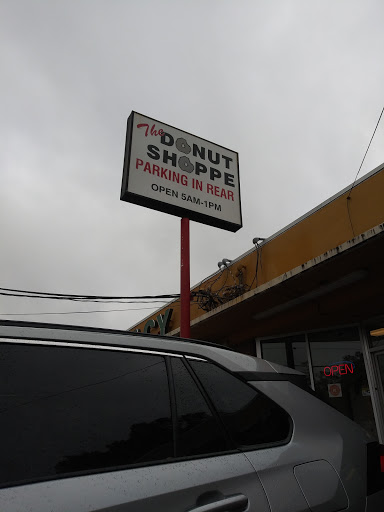 The
DONUT
SHOPPE
PARKING IN REAR
OPEN 5AM-1PM
OPEN